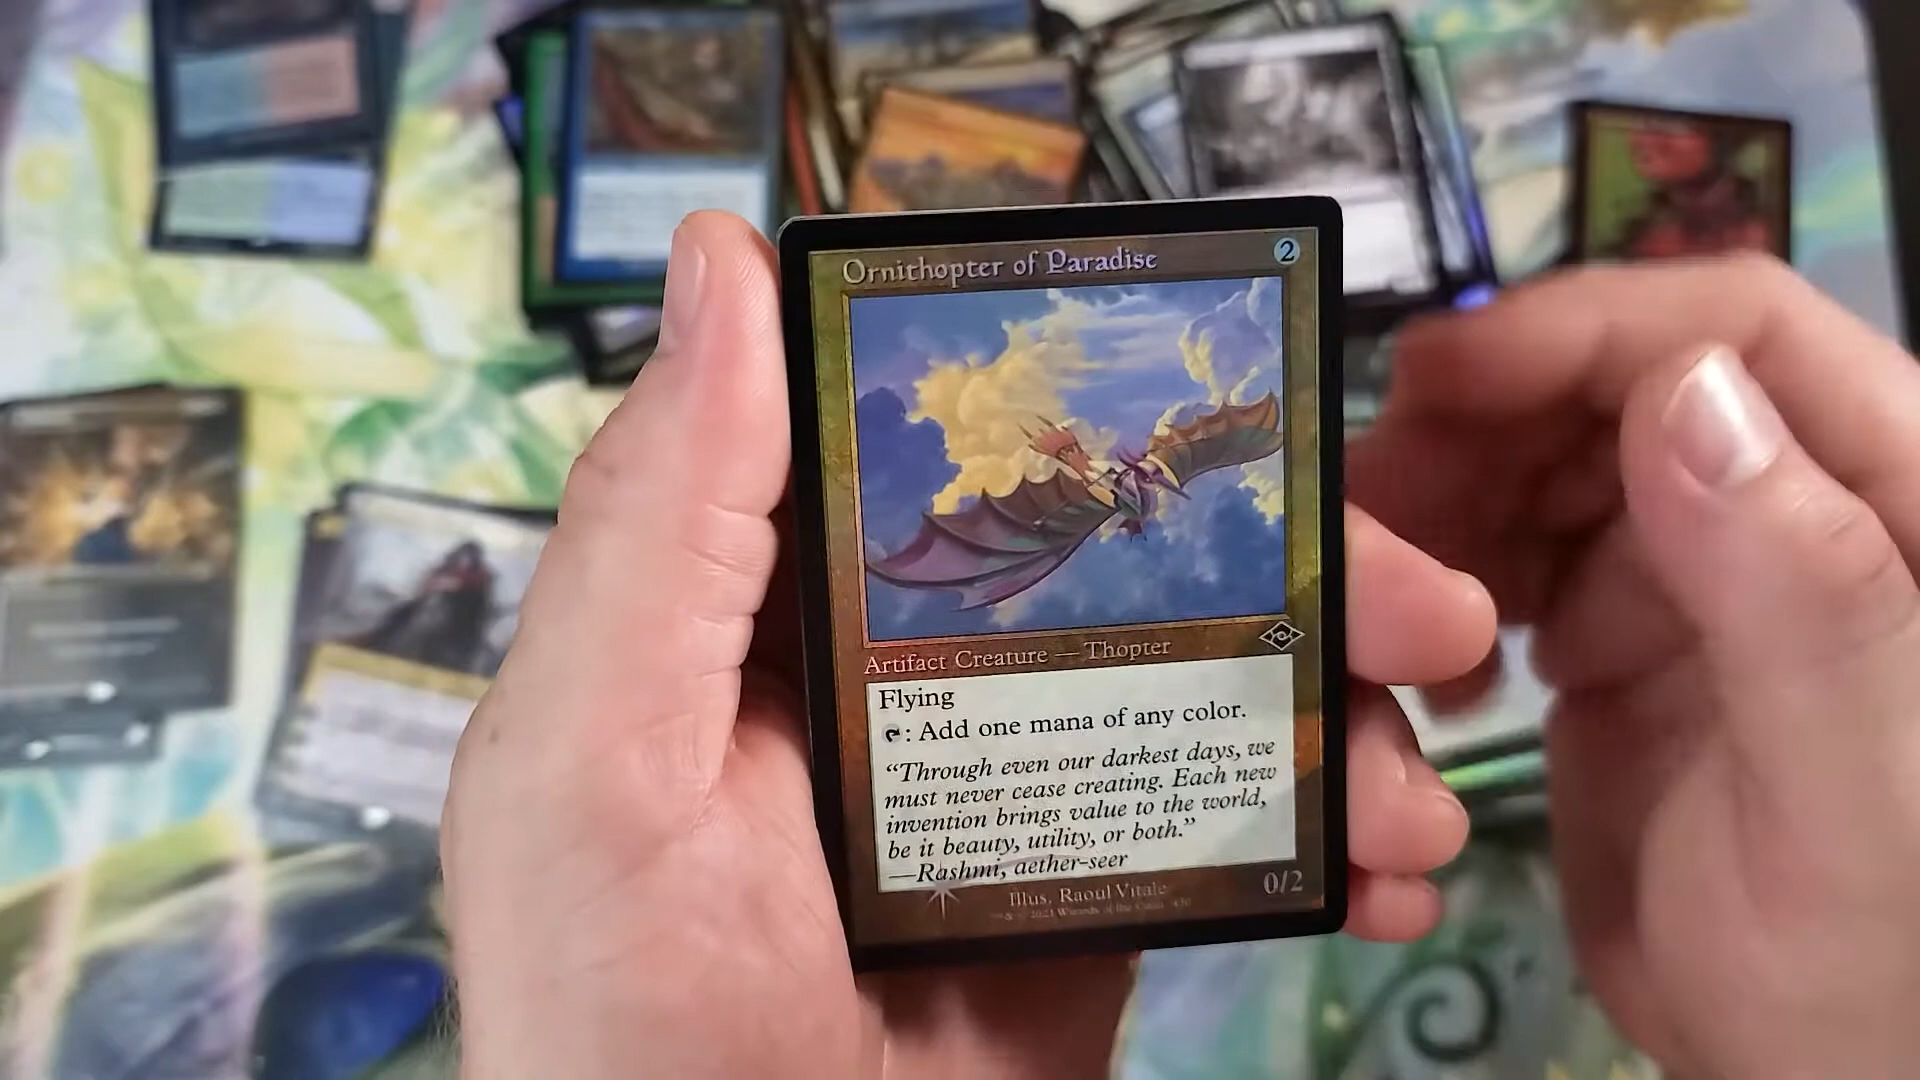 Ornithopter of Paradise 2
Artifact Creature — Thopter
Flying
: Add one mana of any color.
“Through even our darkest days, we
must never cease creating. Each new
invention brings value to the world,
be it beauty, utility, or both.”
—Rashmi, aether-seer
Illus. Raoul Vitale
0/2